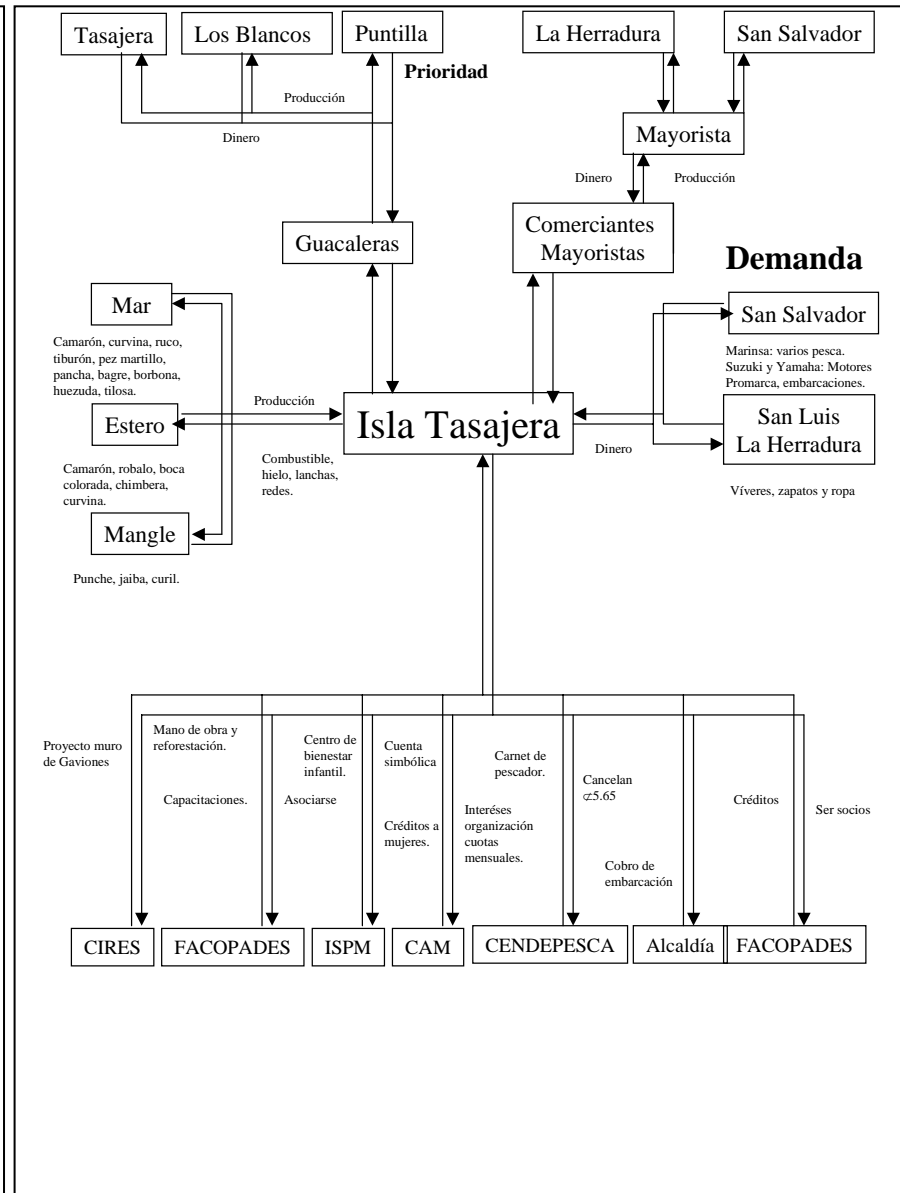 Tasajera
Los Blancos
Puntilla
La Herradura
San Salvador
Prioridad
Producción
Dinero
Mayorista
Dinero
Producción
Guacaleras
Comerciantes
Mayoristas
Demanda
Mar
San Salvador
Camarón, curvina, ruco,
tiburón, pez martillo,
pancha, bagre, borbona,
huezuda, tilosa.
Marinsa: varios pesca.
Suzuki y Yamaha: Motores
Promarca, embarcaciones.
Estero
Producción
Isla Tasajera
San Luis
La Herradura
Combustible,
hielo, lanchas,
redes.
Dinero
Camarón, robalo, boca
colorada, chimbera,
curvina.
Víveres, zapatos y ropa
Mangle
Punche, jaiba, curil.
Proyecto muro
de Gaviones
Mano de obra y
reforestación.
Capacitaciones.
Centro de
bienestar
infantil.
Asociarse
Cuenta
simbólica
Créditos a
mujeres.
Interéses
organización
cuotas
mensuales.
Carnet de
pescador.
Cancelan
⊄5.65
Cobro de
embarcación
Créditos
Ser socios
CIRES
FACOPADES
ISPM
CAM
CENDEPESCA
Alcaldía
FACOPADES